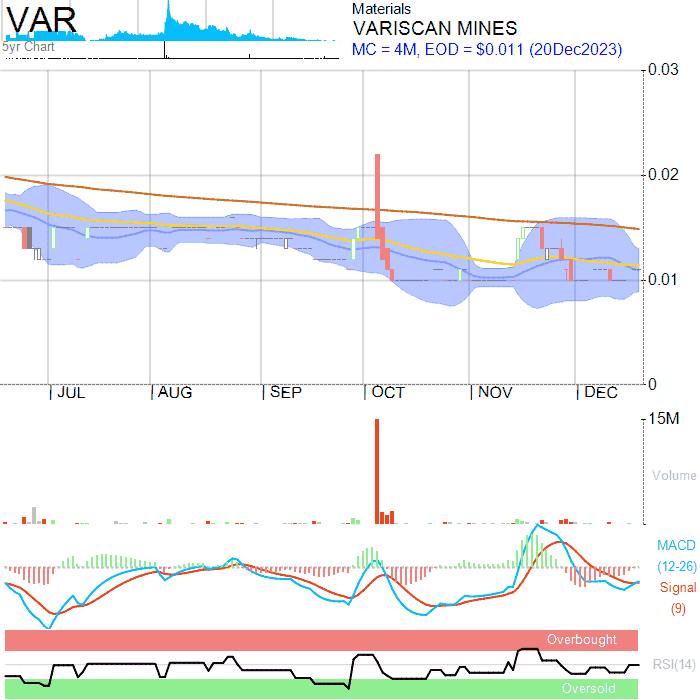 VAR
5yr Chart
Materials
VARISCAN MINES
MC = 4M, EOD = $0.011 (20Dec2023)
0.03
0.02
0.01
0
JUL AUG SEP OCT NOV DEC
15M
Volume
MACD
(12-26)
Signal
(9)
Overbought
RSI(14)
Oversold